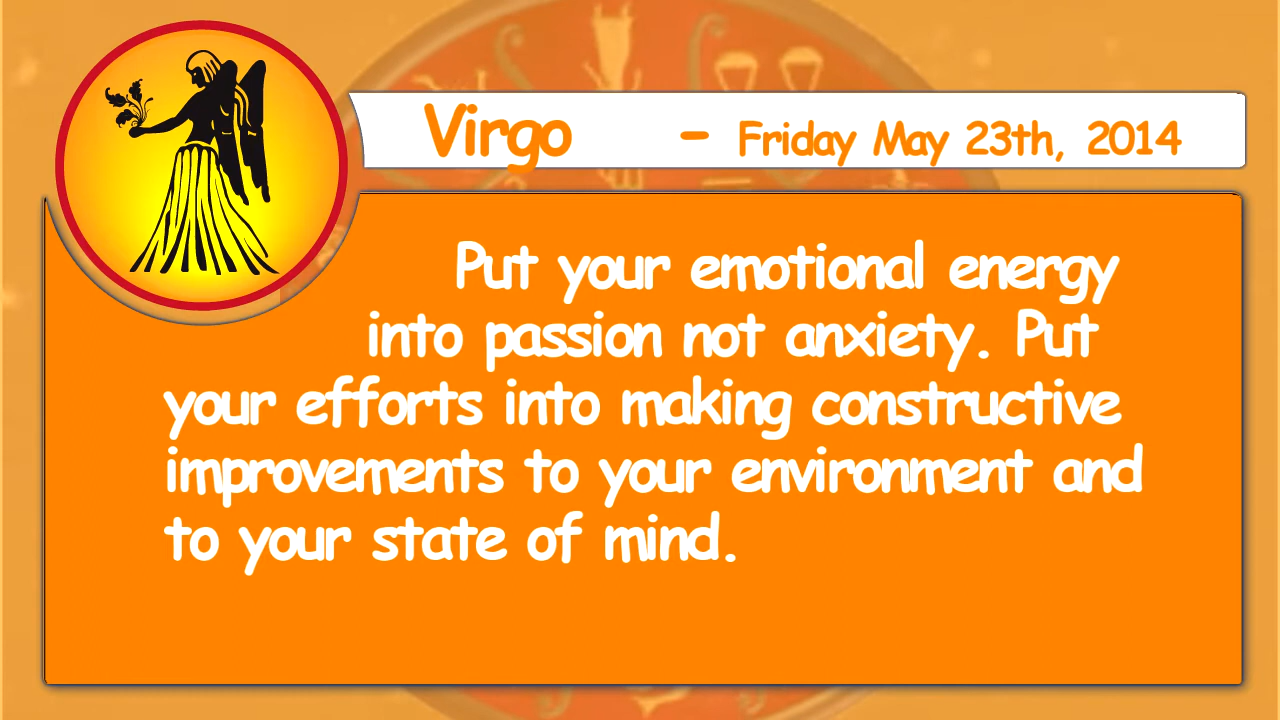 Virgo - Friday May 23th, 2014
Put your emotional energy
into passion not anxiety. Put
your efforts into making constructive
improvements to your environment and
to your state of mind.